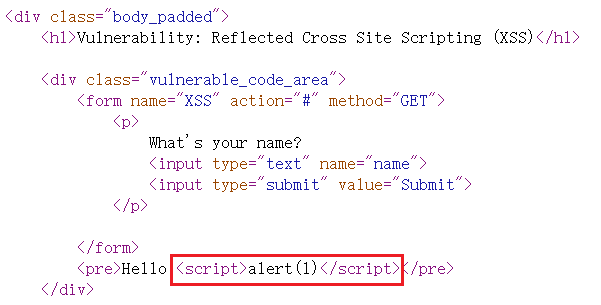 <div class="body_padded">
<h1>Vulnerability: Reflected Cross Site Scripting (XSS)</h1>
<div class="vulnerable_code_area">
<form name="XSS" action="#" method="GET">
<p>
What's your name?
<input type="text" name="name">
<input type="submit" value="Submit">
</p>
</form>
<pre>Hello <script>alert(1)</script></pre>
</div>